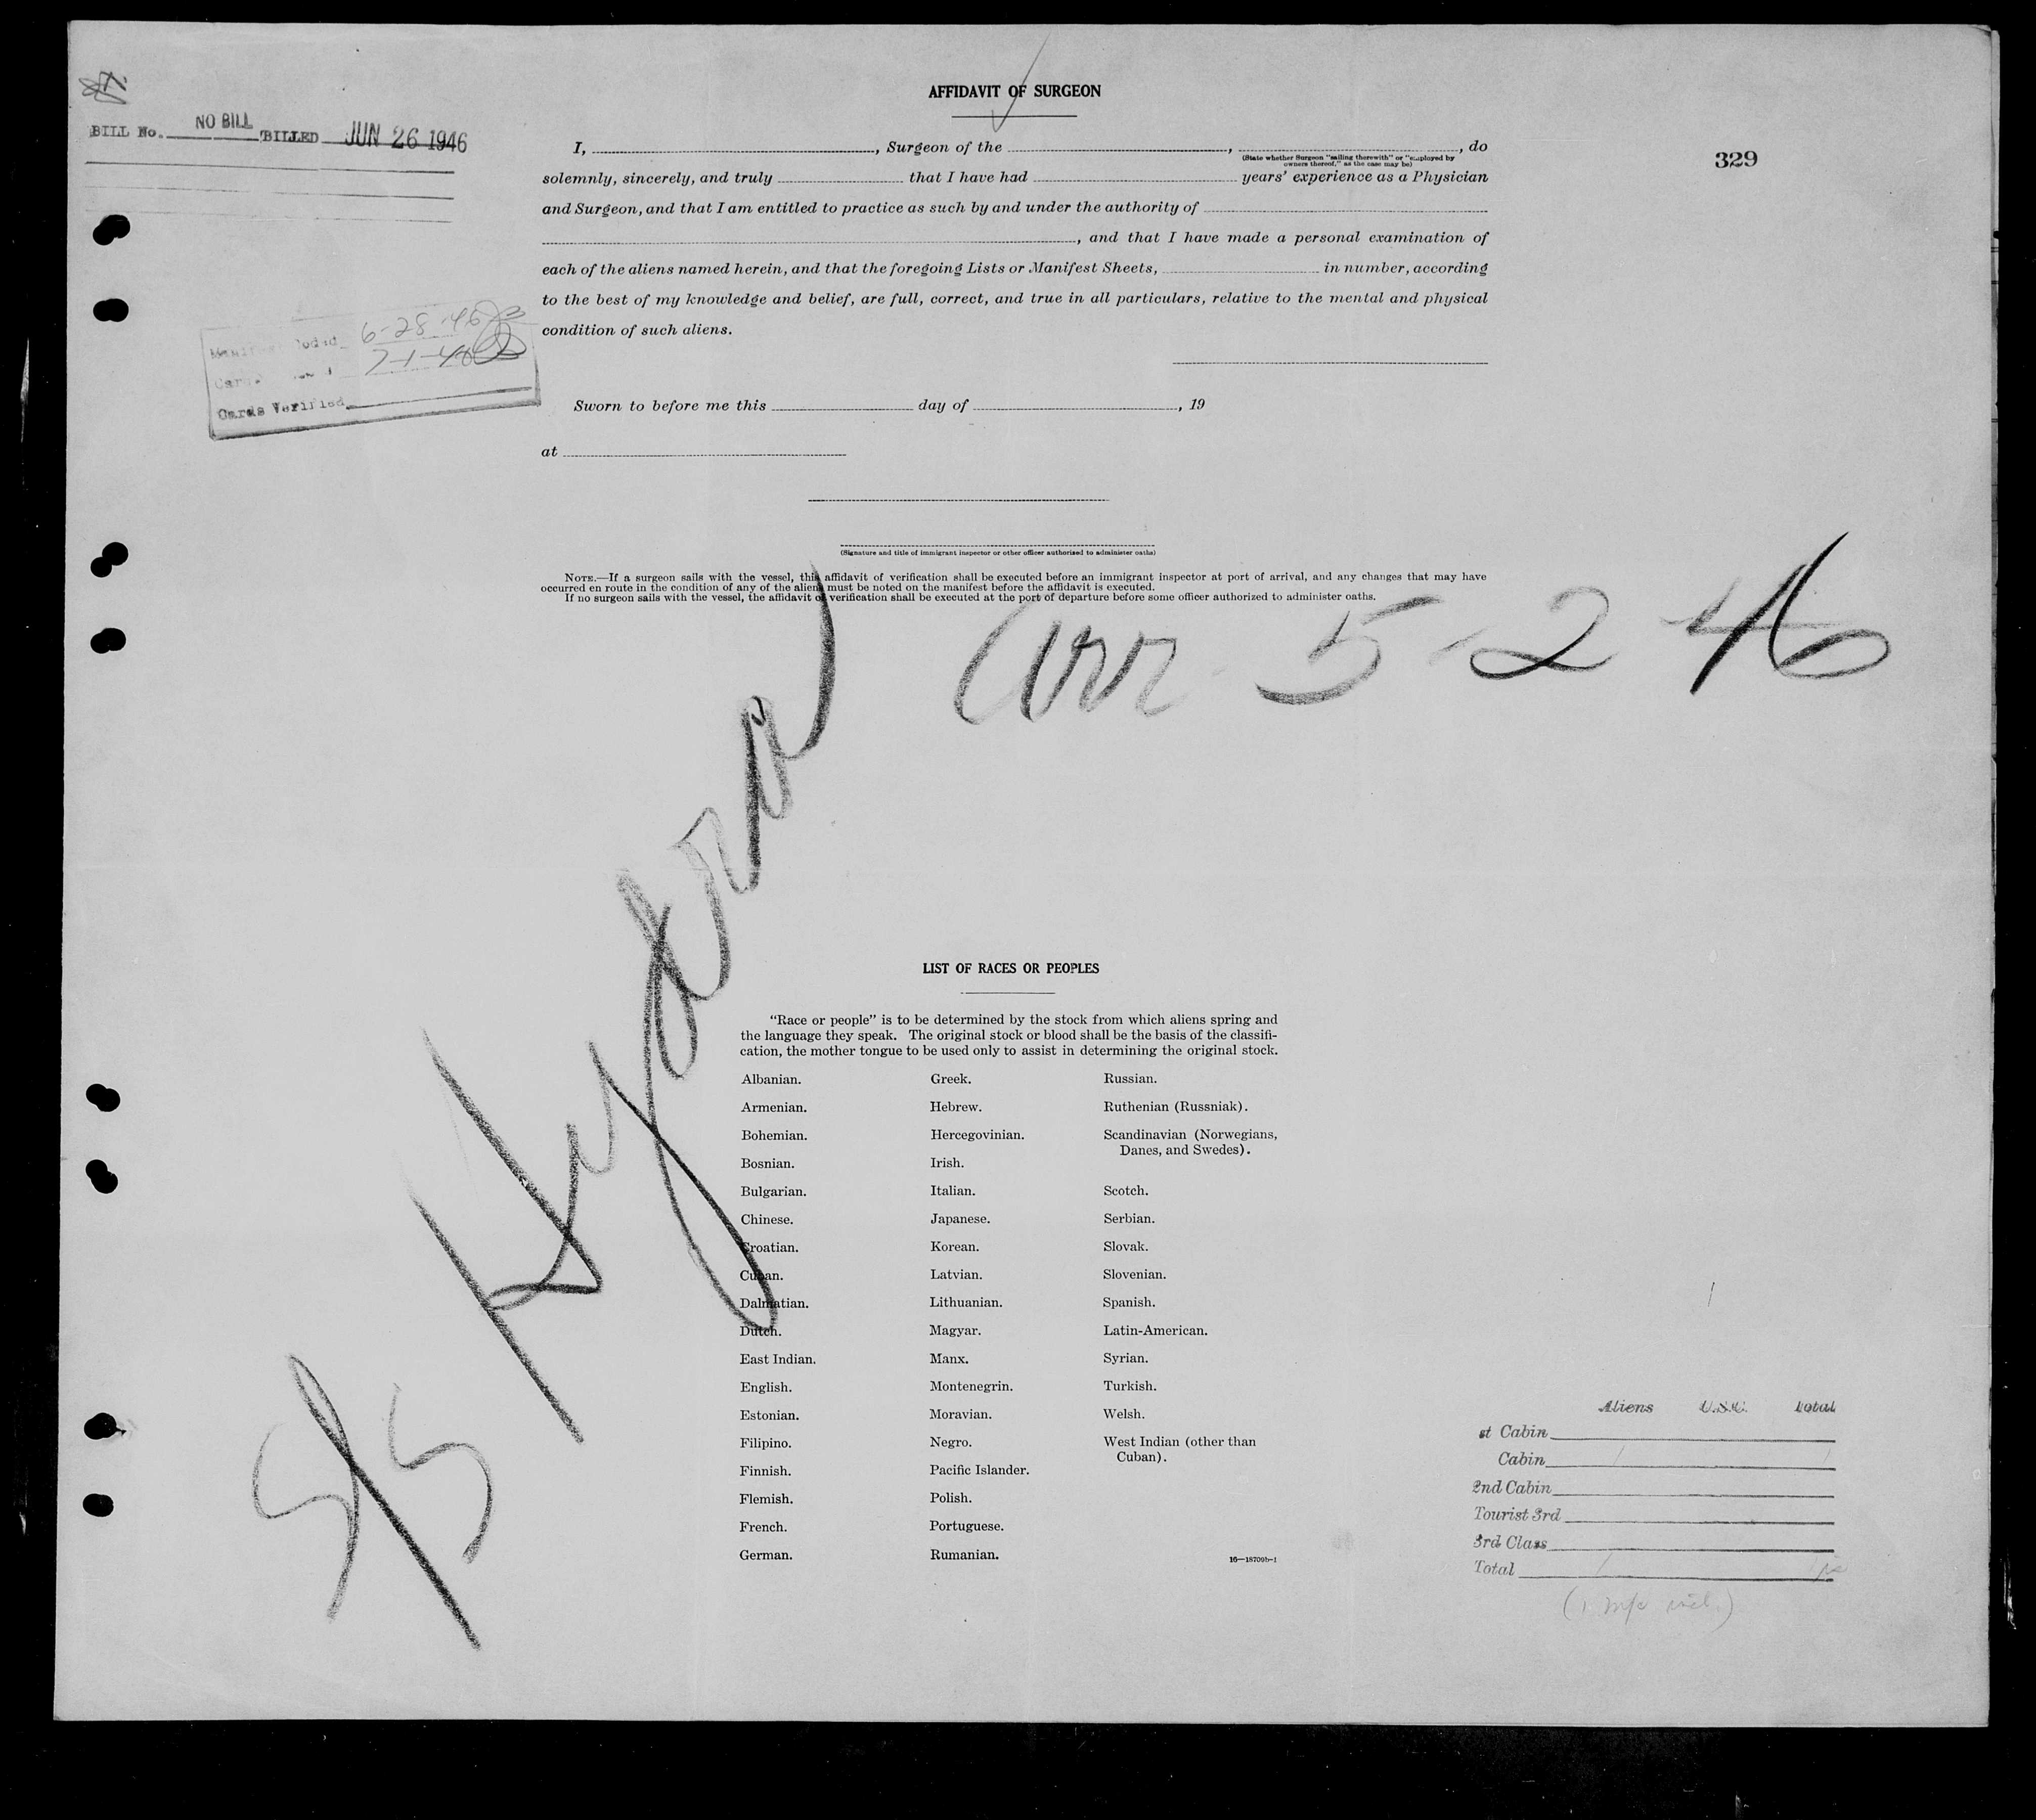 AFFIDAVIT OF SURGEON
BILL No. NO BILL BILLED JUN 26 1946
329
I, , Surgeon of the , , do
(State whether Surgeon "sailing therewith" or "employed by
owners thereof," as the case may be)
solemnly, sincerely, and truly that I have had years' experience as a Physician
and Surgeon, and that I am entitled to practice as such by and under the authority of
, and that I have made a personal examination of
each of the aliens named herein, and that the foregoing Lists or Manifest Sheets, in number, according
to the best of my knowledge and belief, are full, correct, and true in all particulars, relative to the mental and physical
condition of such aliens.
6-28-46
7-1-46
Cards Verified
Sworn to before me this day of , 19
at
(Signature and title of immigrant inspector or other officer authorized to administer oaths)
NOTE.—If a surgeon sails with the vessel, this affidavit of verification shall be executed before an immigrant inspector at port of arrival, and any changes that may have
occurred en route in the condition of any of the aliens must be noted on the manifest before the affidavit is executed.
If no surgeon sails with the vessel, the affidavit of verification shall be executed at the port of departure before some officer authorized to administer oaths.
Arr 5-2-46
S/S
LIST OF RACES OR PEOPLES
"Race or people" is to be determined by the stock from which aliens spring and
the language they speak. The original stock or blood shall be the basis of the classifi-
cation, the mother tongue to be used only to assist in determining the original stock.
Albanian.
Armenian.
Bohemian.
Bosnian.
Bulgarian.
Chinese.
Croatian.
Cuban.
Dalmatian.
Dutch.
East Indian.
English.
Estonian.
Filipino.
Finnish.
Flemish.
French.
German.
Greek.
Hebrew.
Hercegovinian.
Irish.
Italian.
Japanese.
Korean.
Latvian.
Lithuanian.
Magyar.
Manx.
Montenegrin.
Moravian.
Negro.
Pacific Islander.
Polish.
Portuguese.
Rumanian.
Russian.
Ruthenian (Russniak).
Scandinavian (Norwegians,
Danes, and Swedes).
Scotch.
Serbian.
Slovak.
Slovenian.
Spanish.
Latin-American.
Syrian.
Turkish.
Welsh.
West Indian (other than
Cuban).
16—18709b-1
Aliens U.S.C. Total
st Cabin
Cabin 1 1
2nd Cabin
Tourist 3rd
3rd Class
Total 1